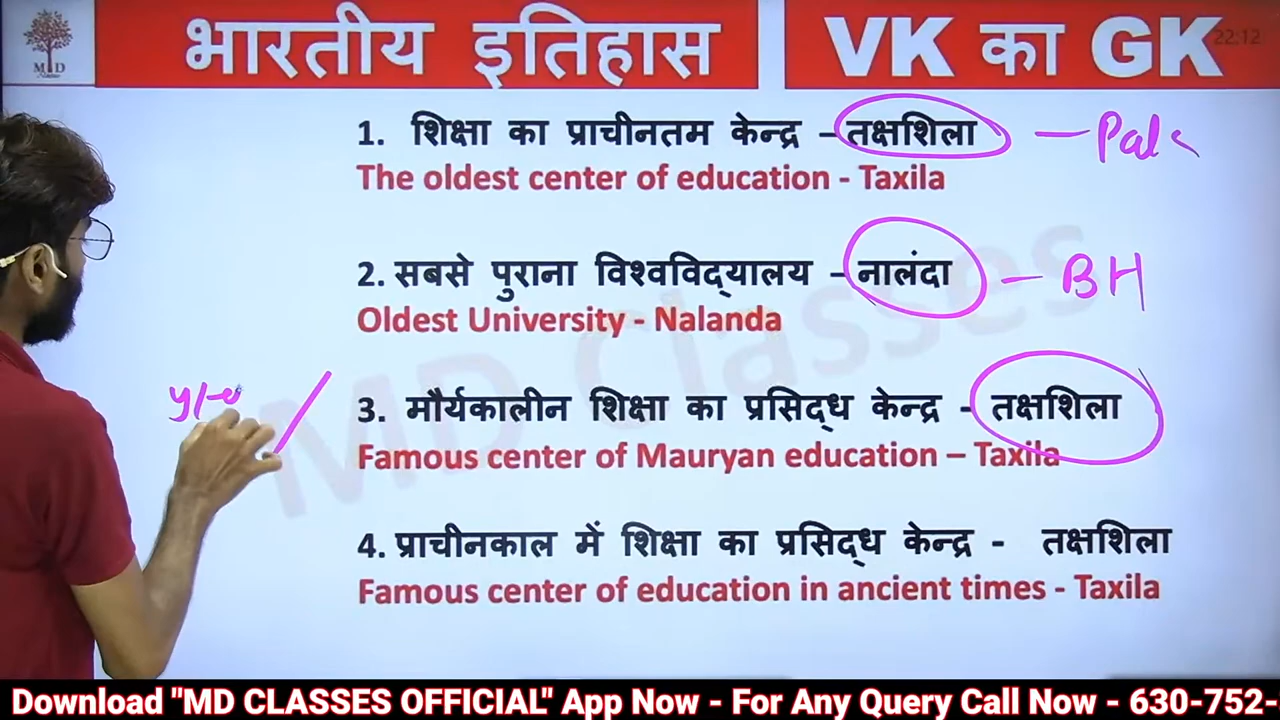 भारतीय इतिहास
VK का GK
22:12
MD
1. शिक्षा का प्राचीनतम केन्द्र – तक्षशिला
The oldest center of education - Taxila
2. सबसे पुराना विश्वविद्यालय – नालंदा — BH
Oldest University - Nalanda
3. मौर्यकालीन शिक्षा का प्रसिद्ध केन्द्र - तक्षशिला
Famous center of Mauryan education – Taxila
4. प्राचीनकाल में शिक्षा का प्रसिद्ध केन्द्र - तक्षशिला
Famous center of education in ancient times - Taxila
MD Classes
Download "MD CLASSES OFFICIAL" App Now - For Any Query Call Now - 630-752-